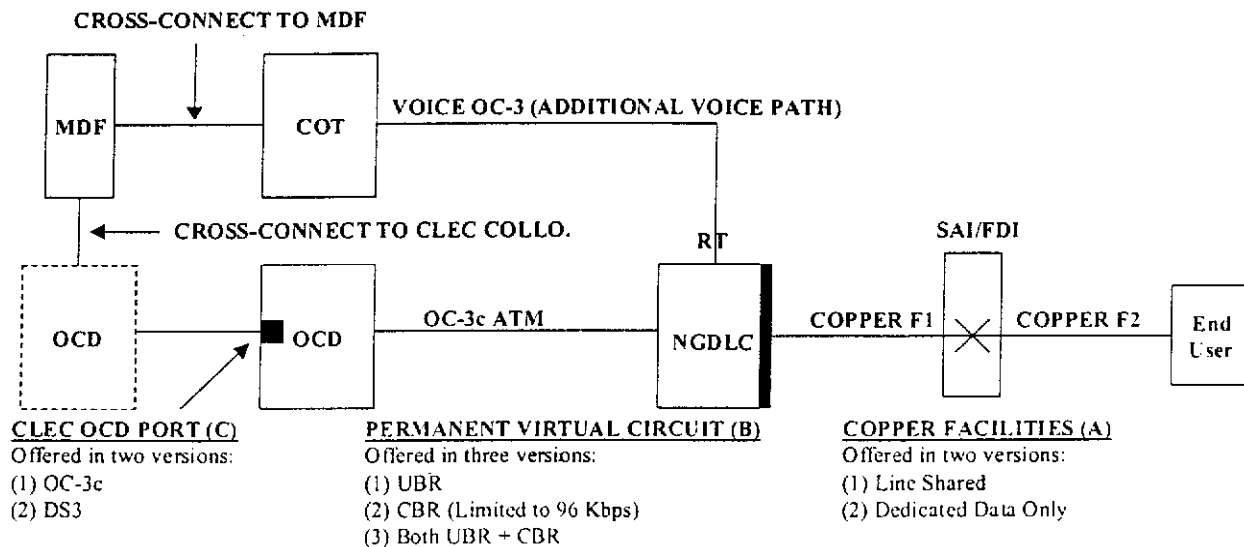 CROSS-CONNECT TO MDF
MDF
COT
VOICE OC-3 (ADDITIONAL VOICE PATH)
CROSS-CONNECT TO CLEC COLLO.
RT
SAI/FDI
OCD
OCD
OC-3c ATM
NGDLC
COPPER F1
COPPER F2
End
User
CLEC OCD PORT (C)
Offered in two versions:
(1) OC-3c
(2) DS3
PERMANENT VIRTUAL CIRCUIT (B)
Offered in three versions:
(1) UBR
(2) CBR (Limited to 96 Kbps)
(3) Both UBR + CBR
COPPER FACILITIES (A)
Offered in two versions:
(1) Line Shared
(2) Dedicated Data Only